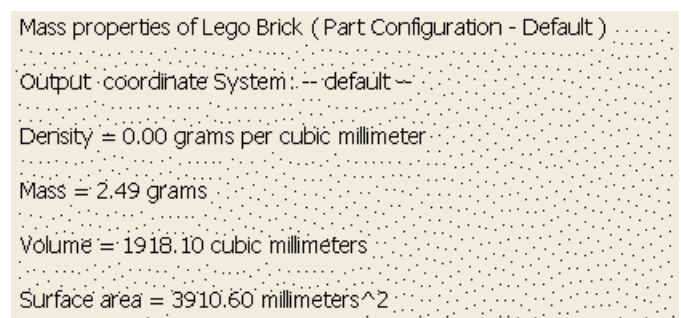 Mass properties of Lego Brick ( Part Configuration - Default )
Output coordinate System: -- default --
Density = 0.00 grams per cubic millimeter
Mass = 2.49 grams
Volume = 1918.10 cubic millimeters
Surface area = 3910.60 millimeters^2